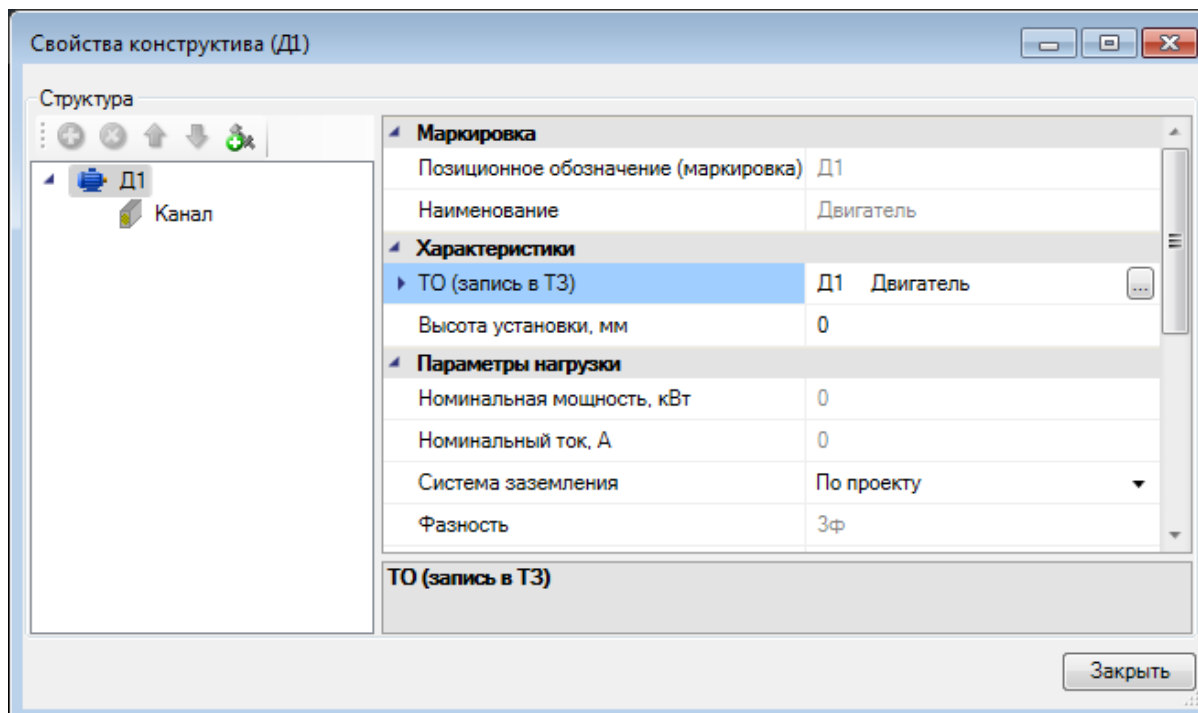 Свойства конструктива (Д1)
Структура
Д1
Канал
Маркировка
Позиционное обозначение (маркировка) Д1
Наименование Двигатель
Характеристики
ТО (запись в ТЗ) Д1 Двигатель ...
Высота установки, мм 0
Параметры нагрузки
Номинальная мощность, кВт 0
Номинальный ток, А 0
Система заземления По проекту
Фазность 3ф
ТО (запись в ТЗ)
Закрыть